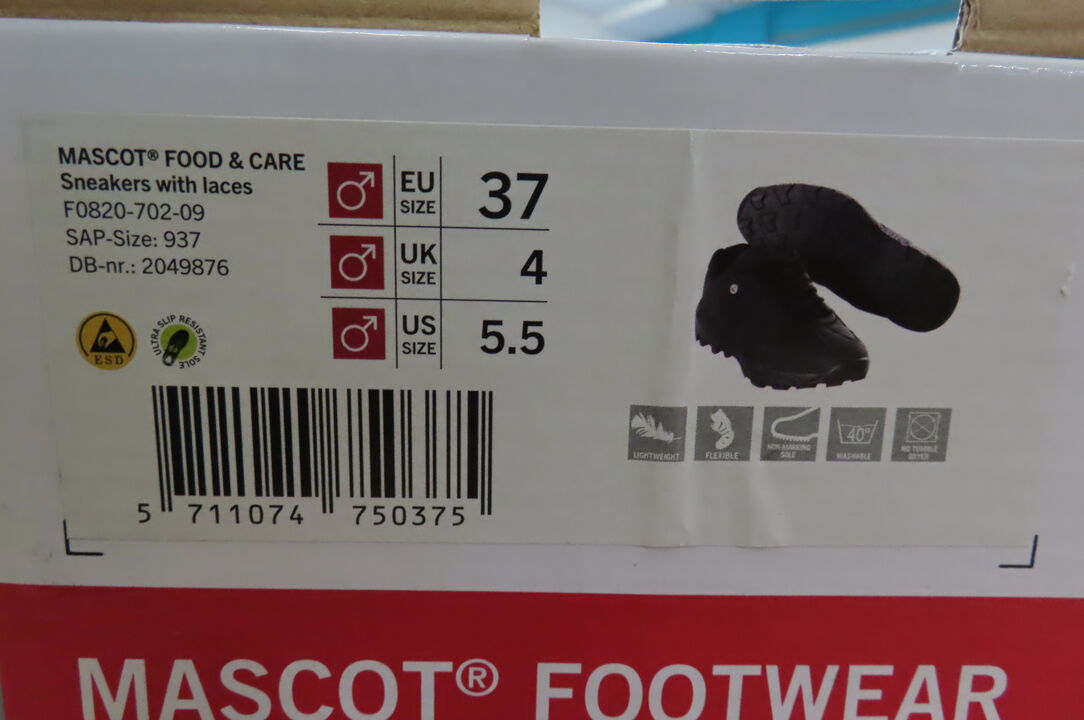 MASCOT® FOOD & CARE
Sneakers with laces
F0820-702-09
SAP-Size: 937
DB-nr.: 2049876
EU SIZE 37
UK SIZE 4
US SIZE 5.5
ESD
ULTRA SLIP RESISTANT SOLE
5 711074 750375
LIGHTWEIGHT
FLEXIBLE
NON-MARKING SOLE
40°
WASHABLE
NO TUMBLE DRYER
MASCOT® FOOTWEAR